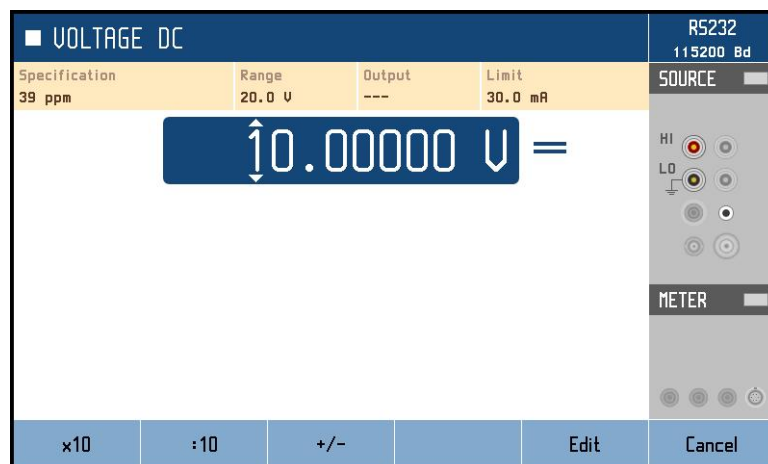 VOLTAGE DC
RS232
115200 Bd
Specification
39 ppm
Range
20.0 V
Output
---
Limit
30.0 mA
SOURCE
10.00000 V
HI
LO
METER
x10
:10
+/-
Edit
Cancel